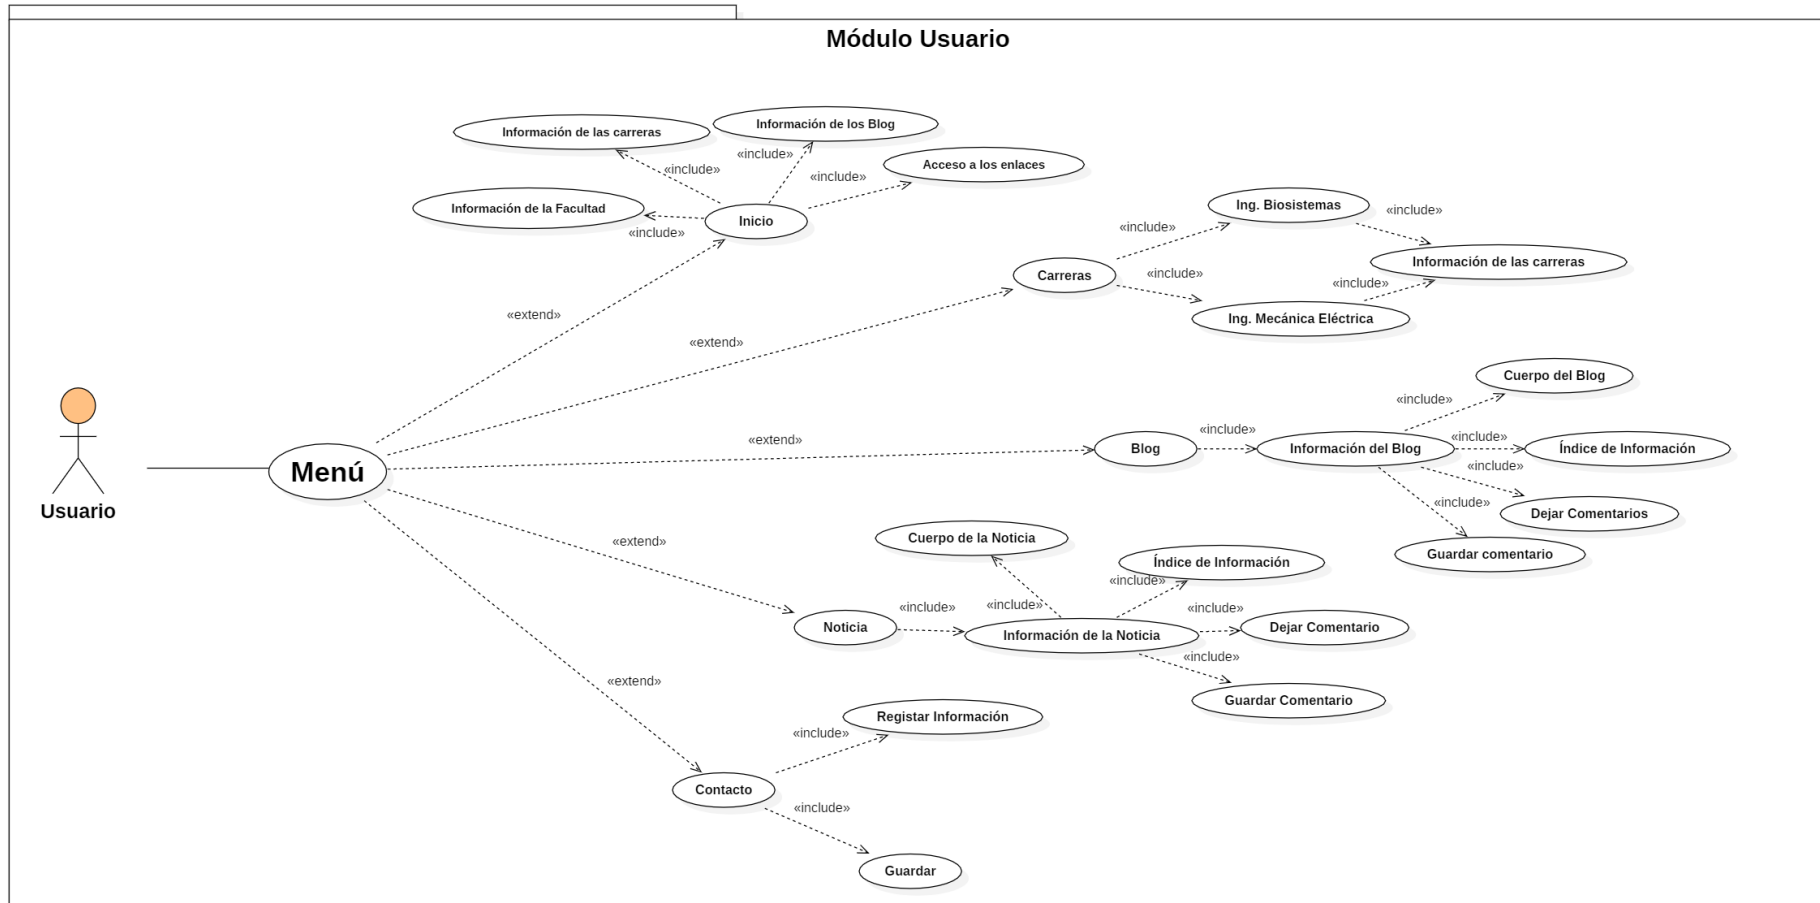 Módulo Usuario
Información de las carreras
Información de los Blog
«include»
«include»
Acceso a los enlaces
«include»
Información de la Facultad
Inicio
«include»
Ing. Biosistemas
«include»
«include»
Información de las carreras
Carreras
«include»
«include»
Ing. Mecánica Eléctrica
«extend»
«extend»
Cuerpo del Blog
«include»
«extend»
Blog
«include»
Información del Blog
«include»
Índice de Información
«include»
Dejar Comentarios
«include»
Guardar comentario
Menú
Usuario
«extend»
Cuerpo de la Noticia
Índice de Información
«include»
Noticia
«include»
«include»
Información de la Noticia
«include»
Dejar Comentario
«include»
Guardar Comentario
«extend»
Registar Información
«include»
Contacto
«include»
Guardar